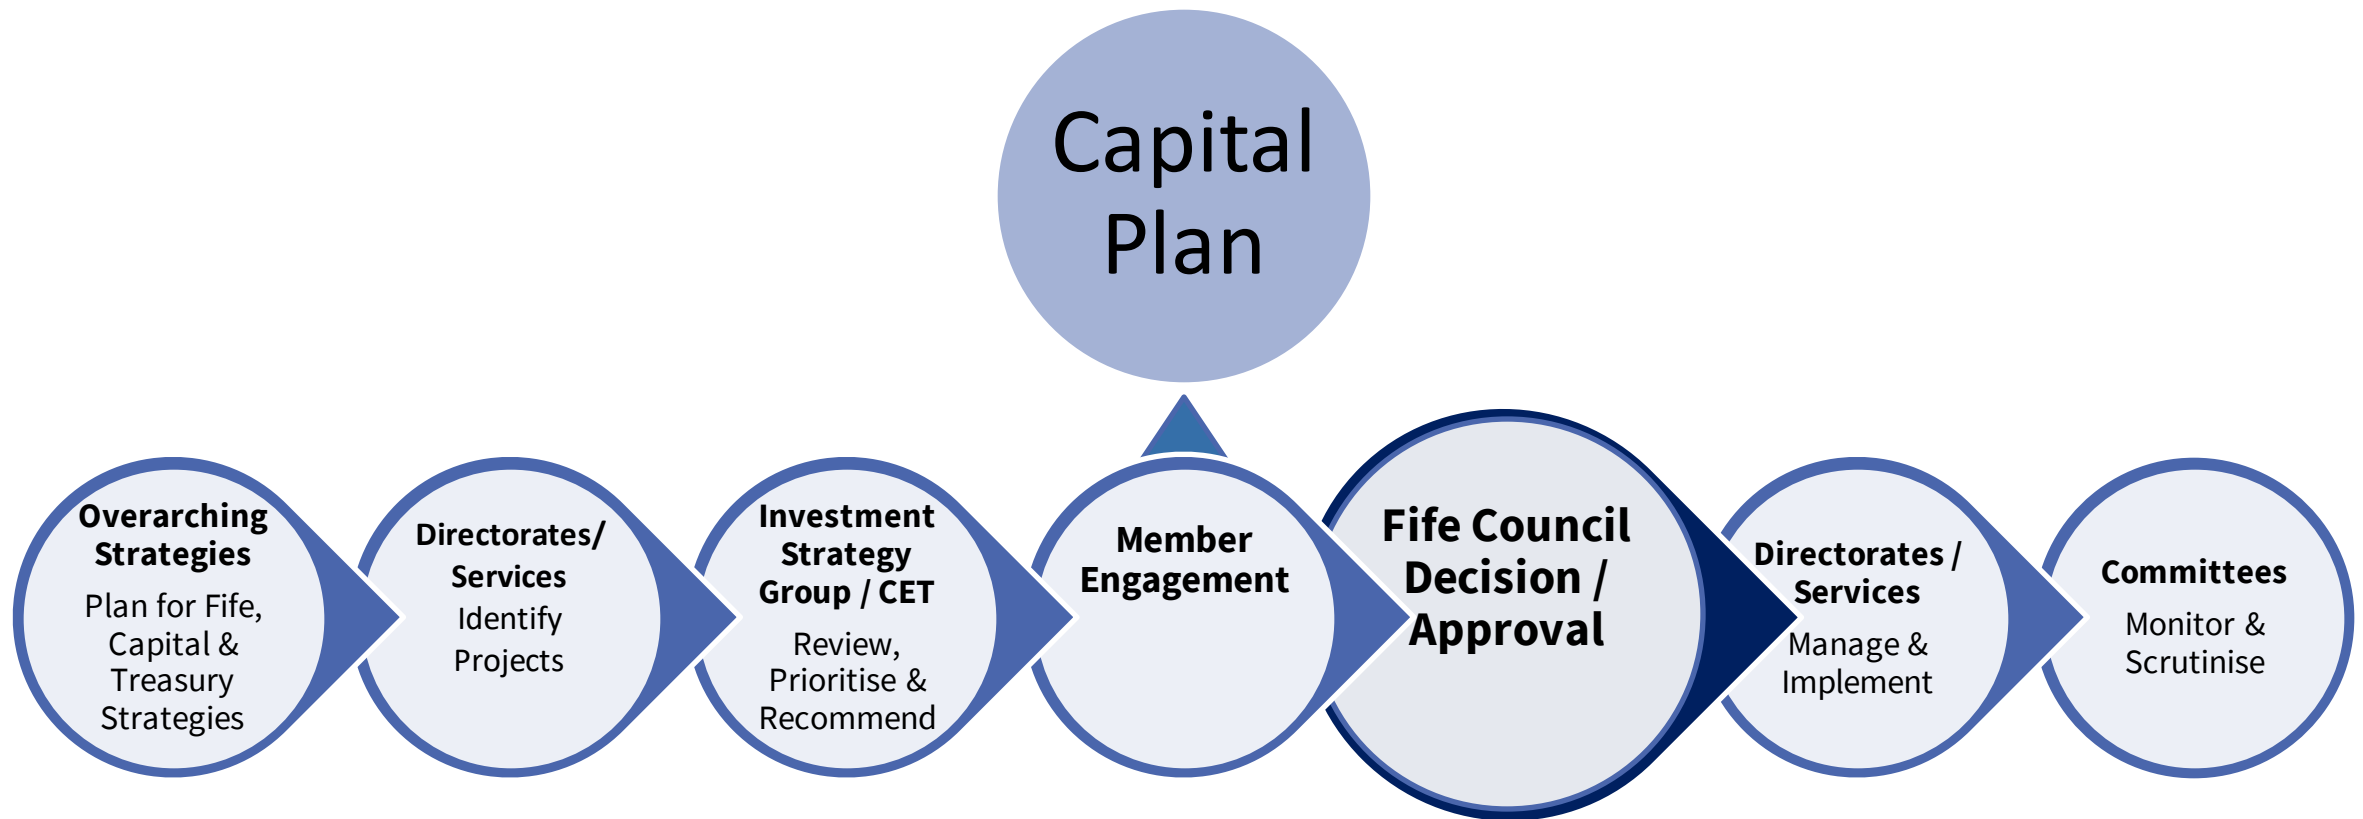 Capital
Plan
Overarching
Strategies
Plan for Fife,
Capital &
Treasury
Strategies
Directorates/
Services
Identify
Projects
Investment
Strategy
Group / CET
Review,
Prioritise &
Recommend
Member
Engagement
Fife Council
Decision /
Approval
Directorates /
Services
Manage &
Implement
Committees
Monitor &
Scrutinise